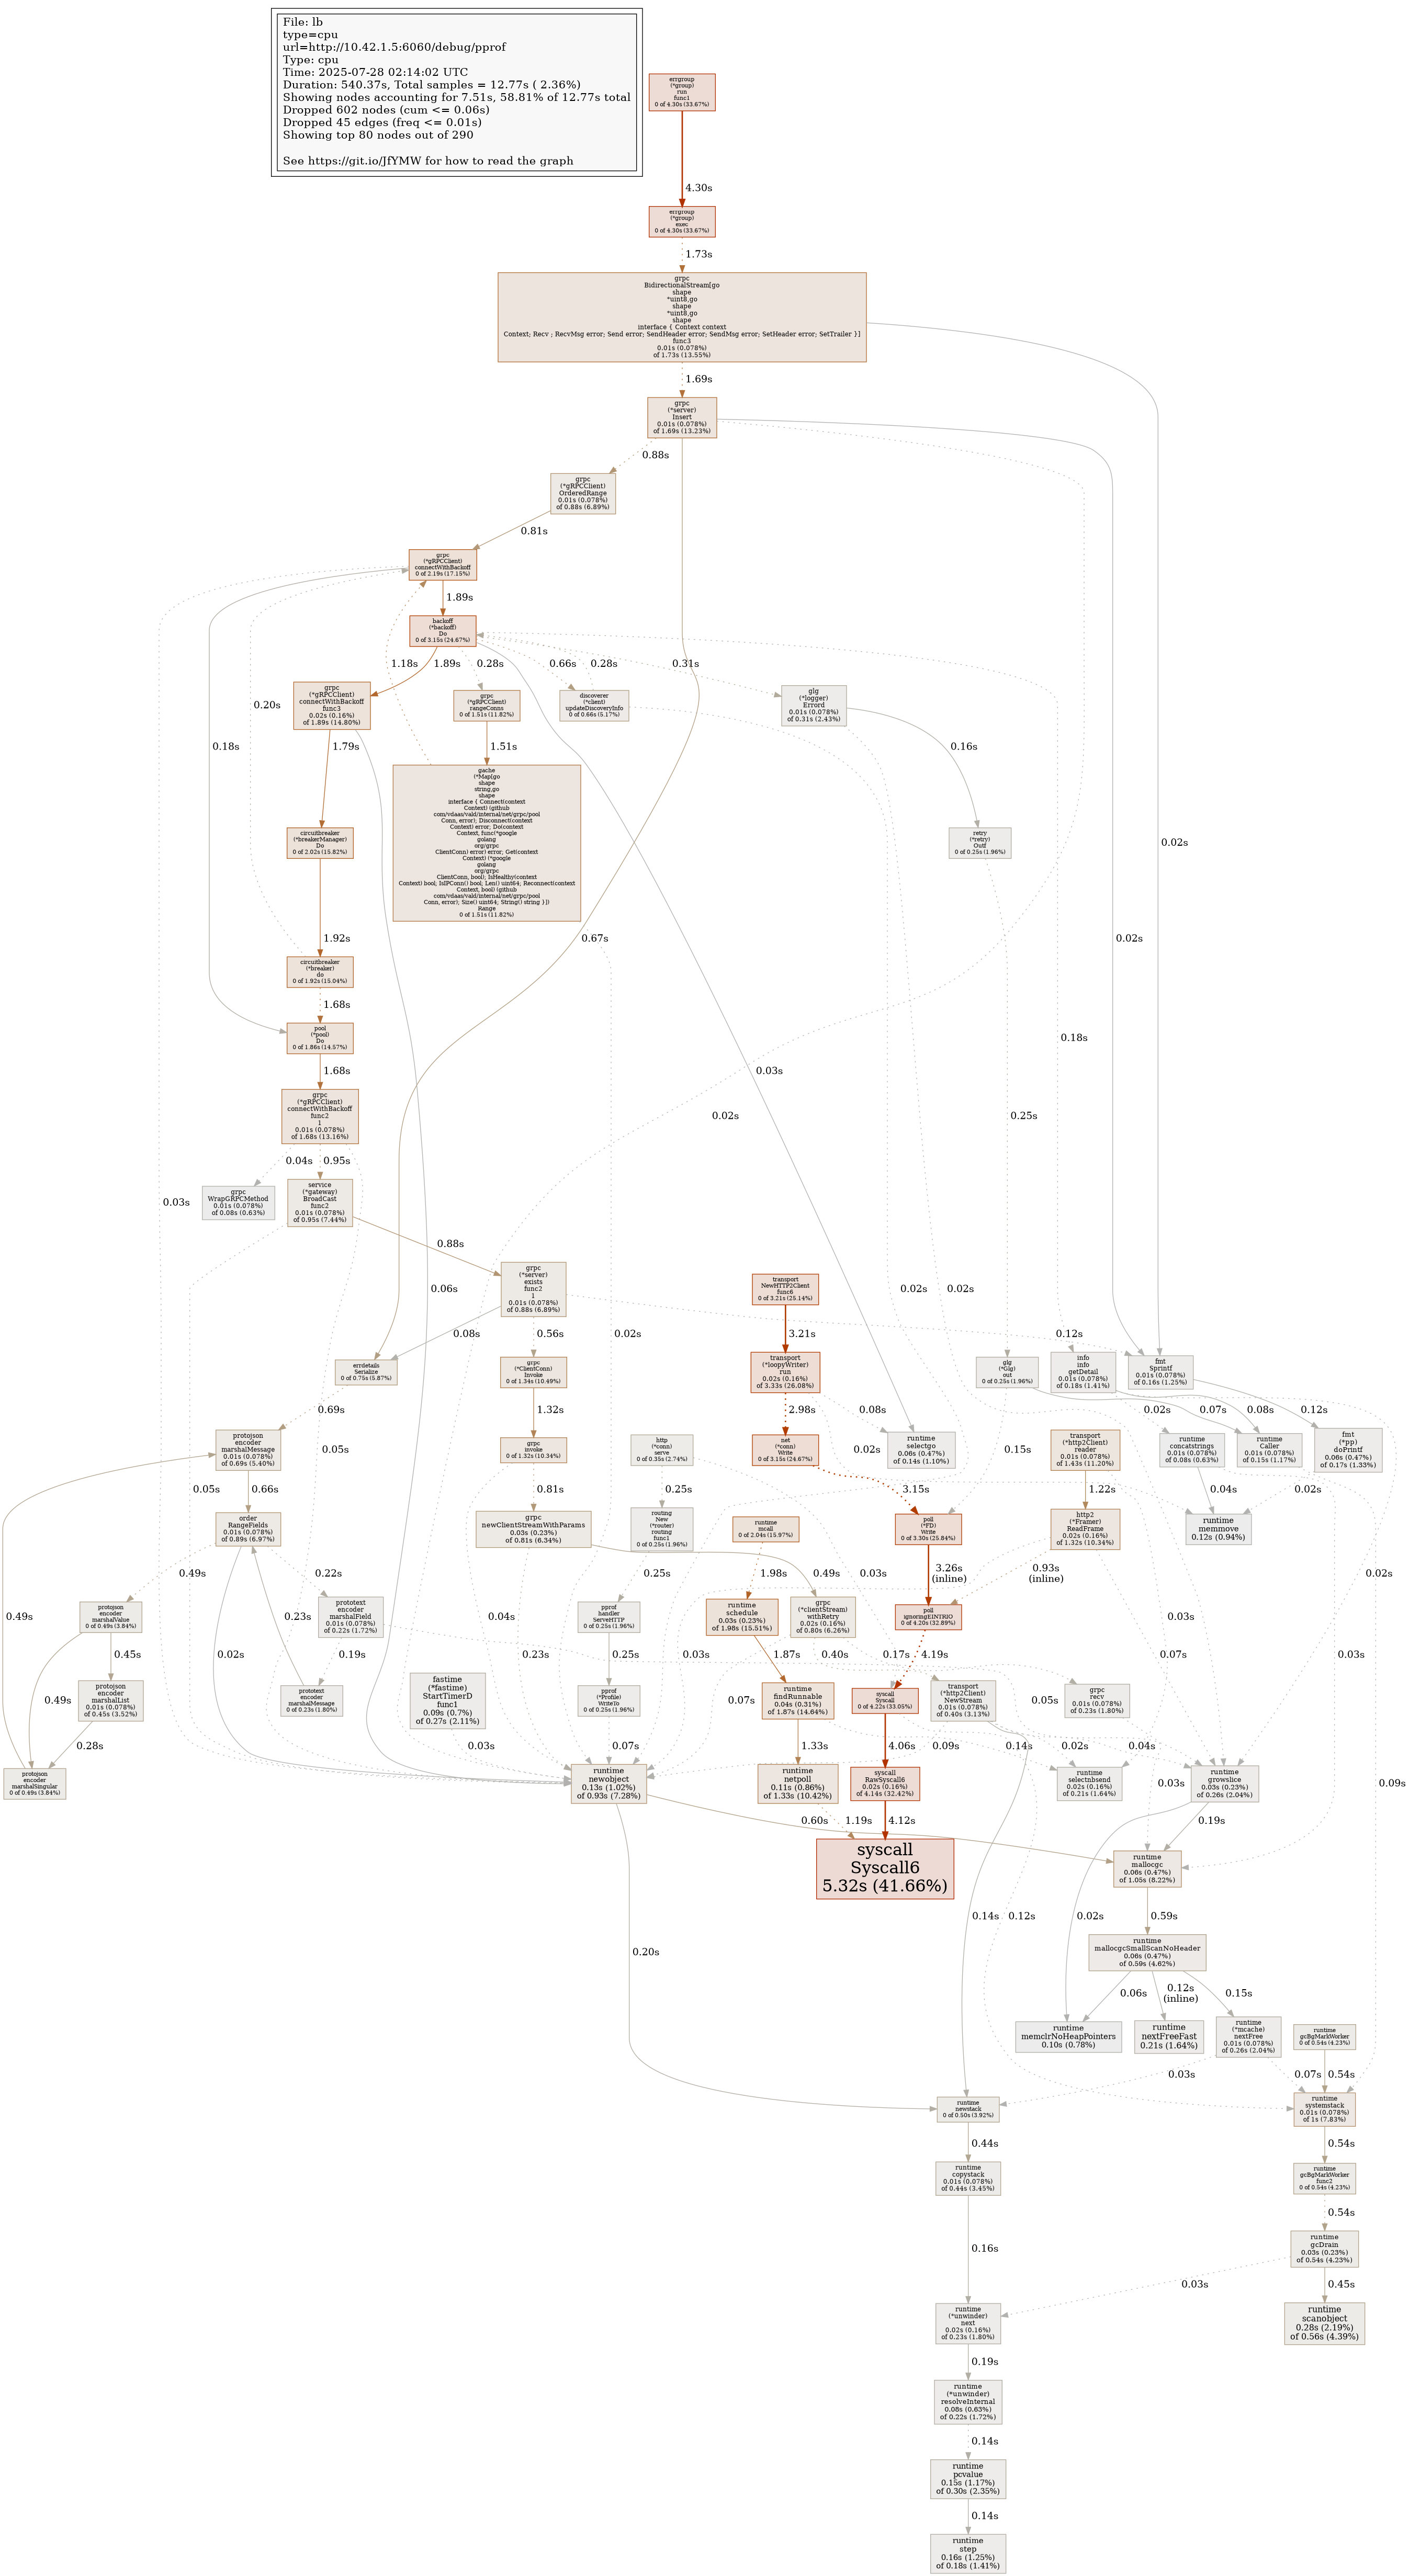 File: lb
type=cpu
url=http://10.42.1.5:6060/debug/pprof
Type: cpu
Time: 2025-07-28 02:14:02 UTC
Duration: 540.37s, Total samples = 12.77s ( 2.36%)
Showing nodes accounting for 7.51s, 58.81% of 12.77s total
Dropped 602 nodes (cum <= 0.06s)
Dropped 45 edges (freq <= 0.01s)
Showing top 80 nodes out of 290
See https://git.io/JfYMW for how to read the graph
errgroup
(*group)
run
func1
0 of 4.30s (33.67%)
4.30s
errgroup
(*group)
exec
0 of 4.30s (33.67%)
1.73s
grpc
BidirectionalStream[go
shape
*uint8,go
shape
*uint8,go
shape
interface { Context context
Context; Recv ; RecvMsg error; Send error; SendHeader error; SendMsg error; SetHeader error; SetTrailer }]
func3
0.01s (0.078%)
of 1.73s (13.55%)
1.69s
grpc
(*server)
Insert
0.01s (0.078%)
of 1.69s (13.23%)
0.88s
grpc
(*gRPCClient)
OrderedRange
0.01s (0.078%)
of 0.88s (6.89%)
0.81s
grpc
(*gRPCClient)
connectWithBackoff
0 of 2.19s (17.15%)
1.89s
backoff
(*backoff)
Do
0 of 3.15s (24.67%)
1.18s
1.89s
0.28s
0.66s
0.28s
0.31s
grpc
(*gRPCClient)
connectWithBackoff
func3
0.02s (0.16%)
of 1.89s (14.80%)
grpc
(*gRPCClient)
rangeConns
0 of 1.51s (11.82%)
discoverer
(*client)
updateDiscoveryInfo
0 of 0.66s (5.17%)
glg
(*logger)
Errord
0.01s (0.078%)
of 0.31s (2.43%)
0.20s
0.18s
1.79s
1.51s
0.16s
gache
(*Map[go
shape
string,go
shape
interface { Connect(context
Context) (github
com/vdaas/vald/internal/net/grpc/pool
Conn, error); Disconnect(context
Context) error; Do(context
Context, func(*google
golang
org/grpc
ClientConn) error) error; Get(context
Context) (*google
golang
org/grpc
ClientConn, bool); IsHealthy(context
Context) bool; IsIPConn() bool; Len() uint64; Reconnect(context
Context, bool) (github
com/vdaas/vald/internal/net/grpc/pool
Conn, error); Size() uint64; String() string }])
Range
0 of 1.51s (11.82%)
circuitbreaker
(*breakerManager)
Do
0 of 2.02s (15.82%)
retry
(*retry)
Outf
0 of 0.25s (1.96%)
0.02s
1.92s
0.67s
0.02s
circuitbreaker
(*breaker)
do
0 of 1.92s (15.04%)
1.68s
pool
(*pool)
Do
0 of 1.86s (14.57%)
0.18s
1.68s
0.03s
grpc
(*gRPCClient)
connectWithBackoff
func2
1
0.01s (0.078%)
of 1.68s (13.16%)
0.02s
0.25s
0.04s
0.95s
0.03s
grpc
WrapGRPCMethod
0.01s (0.078%)
of 0.08s (0.63%)
service
(*gateway)
BroadCast
func2
0.01s (0.078%)
of 0.95s (7.44%)
0.88s
grpc
(*server)
exists
func2
1
0.01s (0.078%)
of 0.88s (6.89%)
0.06s
0.02s
0.02s
transport
NewHTTP2Client
func6
0 of 3.21s (25.14%)
0.08s
0.56s
0.02s
3.21s
0.12s
errdetails
Serialize
0 of 0.75s (5.87%)
grpc
(*ClientConn)
Invoke
0 of 1.34s (10.49%)
transport
(*loopyWriter)
run
0.02s (0.16%)
of 3.33s (26.08%)
glg
(*Glg)
out
0 of 0.25s (1.96%)
info
info
getDetail
0.01s (0.078%)
of 0.18s (1.41%)
fmt
Sprintf
0.01s (0.078%)
of 0.16s (1.25%)
0.69s
1.32s
2.98s
0.08s
0.02s
0.07s
0.08s
0.12s
protojson
encoder
marshalMessage
0.01s (0.078%)
of 0.69s (5.40%)
0.05s
grpc
invoke
0 of 1.32s (10.34%)
http
(*conn)
serve
0 of 0.35s (2.74%)
net
(*conn)
Write
0 of 3.15s (24.67%)
0.02s
runtime
selectgo
0.06s (0.47%)
of 0.14s (1.10%)
0.15s
transport
(*http2Client)
reader
0.01s (0.078%)
of 1.43s (11.20%)
runtime
concatstrings
0.01s (0.078%)
of 0.08s (0.63%)
runtime
Caller
0.01s (0.078%)
of 0.15s (1.17%)
fmt
(*pp)
doPrintf
0.06s (0.47%)
of 0.17s (1.33%)
0.66s
0.05s
0.81s
0.25s
3.15s
1.22s
0.04s
0.02s
order
RangeFields
0.01s (0.078%)
of 0.89s (6.97%)
grpc
newClientStreamWithParams
0.03s (0.23%)
of 0.81s (6.34%)
routing
New
(*router)
routing
func1
0 of 0.25s (1.96%)
runtime
mcall
0 of 2.04s (15.97%)
poll
(*FD)
Write
0 of 3.30s (25.84%)
http2
(*Framer)
ReadFrame
0.02s (0.16%)
of 1.32s (10.34%)
runtime
memmove
0.12s (0.94%)
0.49s
0.22s
0.25s
1.98s
0.49s
0.03s
3.26s
(inline)
0.93s
(inline)
0.02s
0.49s
protojson
encoder
marshalValue
0 of 0.49s (3.84%)
0.23s
prototext
encoder
marshalField
0.01s (0.078%)
of 0.22s (1.72%)
0.04s
pprof
handler
ServeHTTP
0 of 0.25s (1.96%)
runtime
schedule
0.03s (0.23%)
of 1.98s (15.51%)
grpc
(*clientStream)
withRetry
0.02s (0.16%)
of 0.80s (6.26%)
poll
ignoringEINTRIO
0 of 4.20s (32.89%)
0.03s
0.02s
0.45s
0.19s
0.23s
0.25s
0.03s
1.87s
0.40s
0.17s
4.19s
0.07s
0.03s
0.49s
protojson
encoder
marshalList
0.01s (0.078%)
of 0.45s (3.52%)
prototext
encoder
marshalMessage
0 of 0.23s (1.80%)
fastime
(*fastime)
StartTimerD
func1
0.09s (0.7%)
of 0.27s (2.11%)
pprof
(*Profile)
WriteTo
0 of 0.25s (1.96%)
0.07s
runtime
findRunnable
0.04s (0.31%)
of 1.87s (14.64%)
syscall
Syscall
0 of 4.22s (33.05%)
transport
(*http2Client)
NewStream
0.01s (0.078%)
of 0.40s (3.13%)
0.05s
grpc
recv
0.01s (0.078%)
of 0.23s (1.80%)
0.28s
0.03s
0.07s
1.33s
4.06s
0.09s
0.14s
0.02s
0.04s
protojson
encoder
marshalSingular
0 of 0.49s (3.84%)
runtime
newobject
0.13s (1.02%)
of 0.93s (7.28%)
runtime
netpoll
0.11s (0.86%)
of 1.33s (10.42%)
syscall
RawSyscall6
0.02s (0.16%)
of 4.14s (32.42%)
runtime
selectnbsend
0.02s (0.16%)
of 0.21s (1.64%)
0.03s
runtime
growslice
0.03s (0.23%)
of 0.26s (2.04%)
0.09s
0.60s
1.19s
4.12s
0.19s
syscall
Syscall6
5.32s (41.66%)
runtime
mallocgc
0.06s (0.47%)
of 1.05s (8.22%)
0.14s
0.12s
0.02s
0.59s
0.20s
runtime
mallocgcSmallScanNoHeader
0.06s (0.47%)
of 0.59s (4.62%)
0.06s
0.12s
(inline)
0.15s
runtime
memclrNoHeapPointers
0.10s (0.78%)
runtime
nextFreeFast
0.21s (1.64%)
runtime
(*mcache)
nextFree
0.01s (0.078%)
of 0.26s (2.04%)
runtime
gcBgMarkWorker
0 of 0.54s (4.23%)
0.03s
0.07s
0.54s
runtime
newstack
0 of 0.50s (3.92%)
runtime
systemstack
0.01s (0.078%)
of 1s (7.83%)
0.44s
0.54s
runtime
copystack
0.01s (0.078%)
of 0.44s (3.45%)
runtime
gcBgMarkWorker
func2
0 of 0.54s (4.23%)
0.16s
0.54s
runtime
gcDrain
0.03s (0.23%)
of 0.54s (4.23%)
0.03s
0.45s
runtime
(*unwinder)
next
0.02s (0.16%)
of 0.23s (1.80%)
runtime
scanobject
0.28s (2.19%)
of 0.56s (4.39%)
0.19s
runtime
(*unwinder)
resolveInternal
0.08s (0.63%)
of 0.22s (1.72%)
0.14s
runtime
pcvalue
0.15s (1.17%)
of 0.30s (2.35%)
0.14s
runtime
step
0.16s (1.25%)
of 0.18s (1.41%)